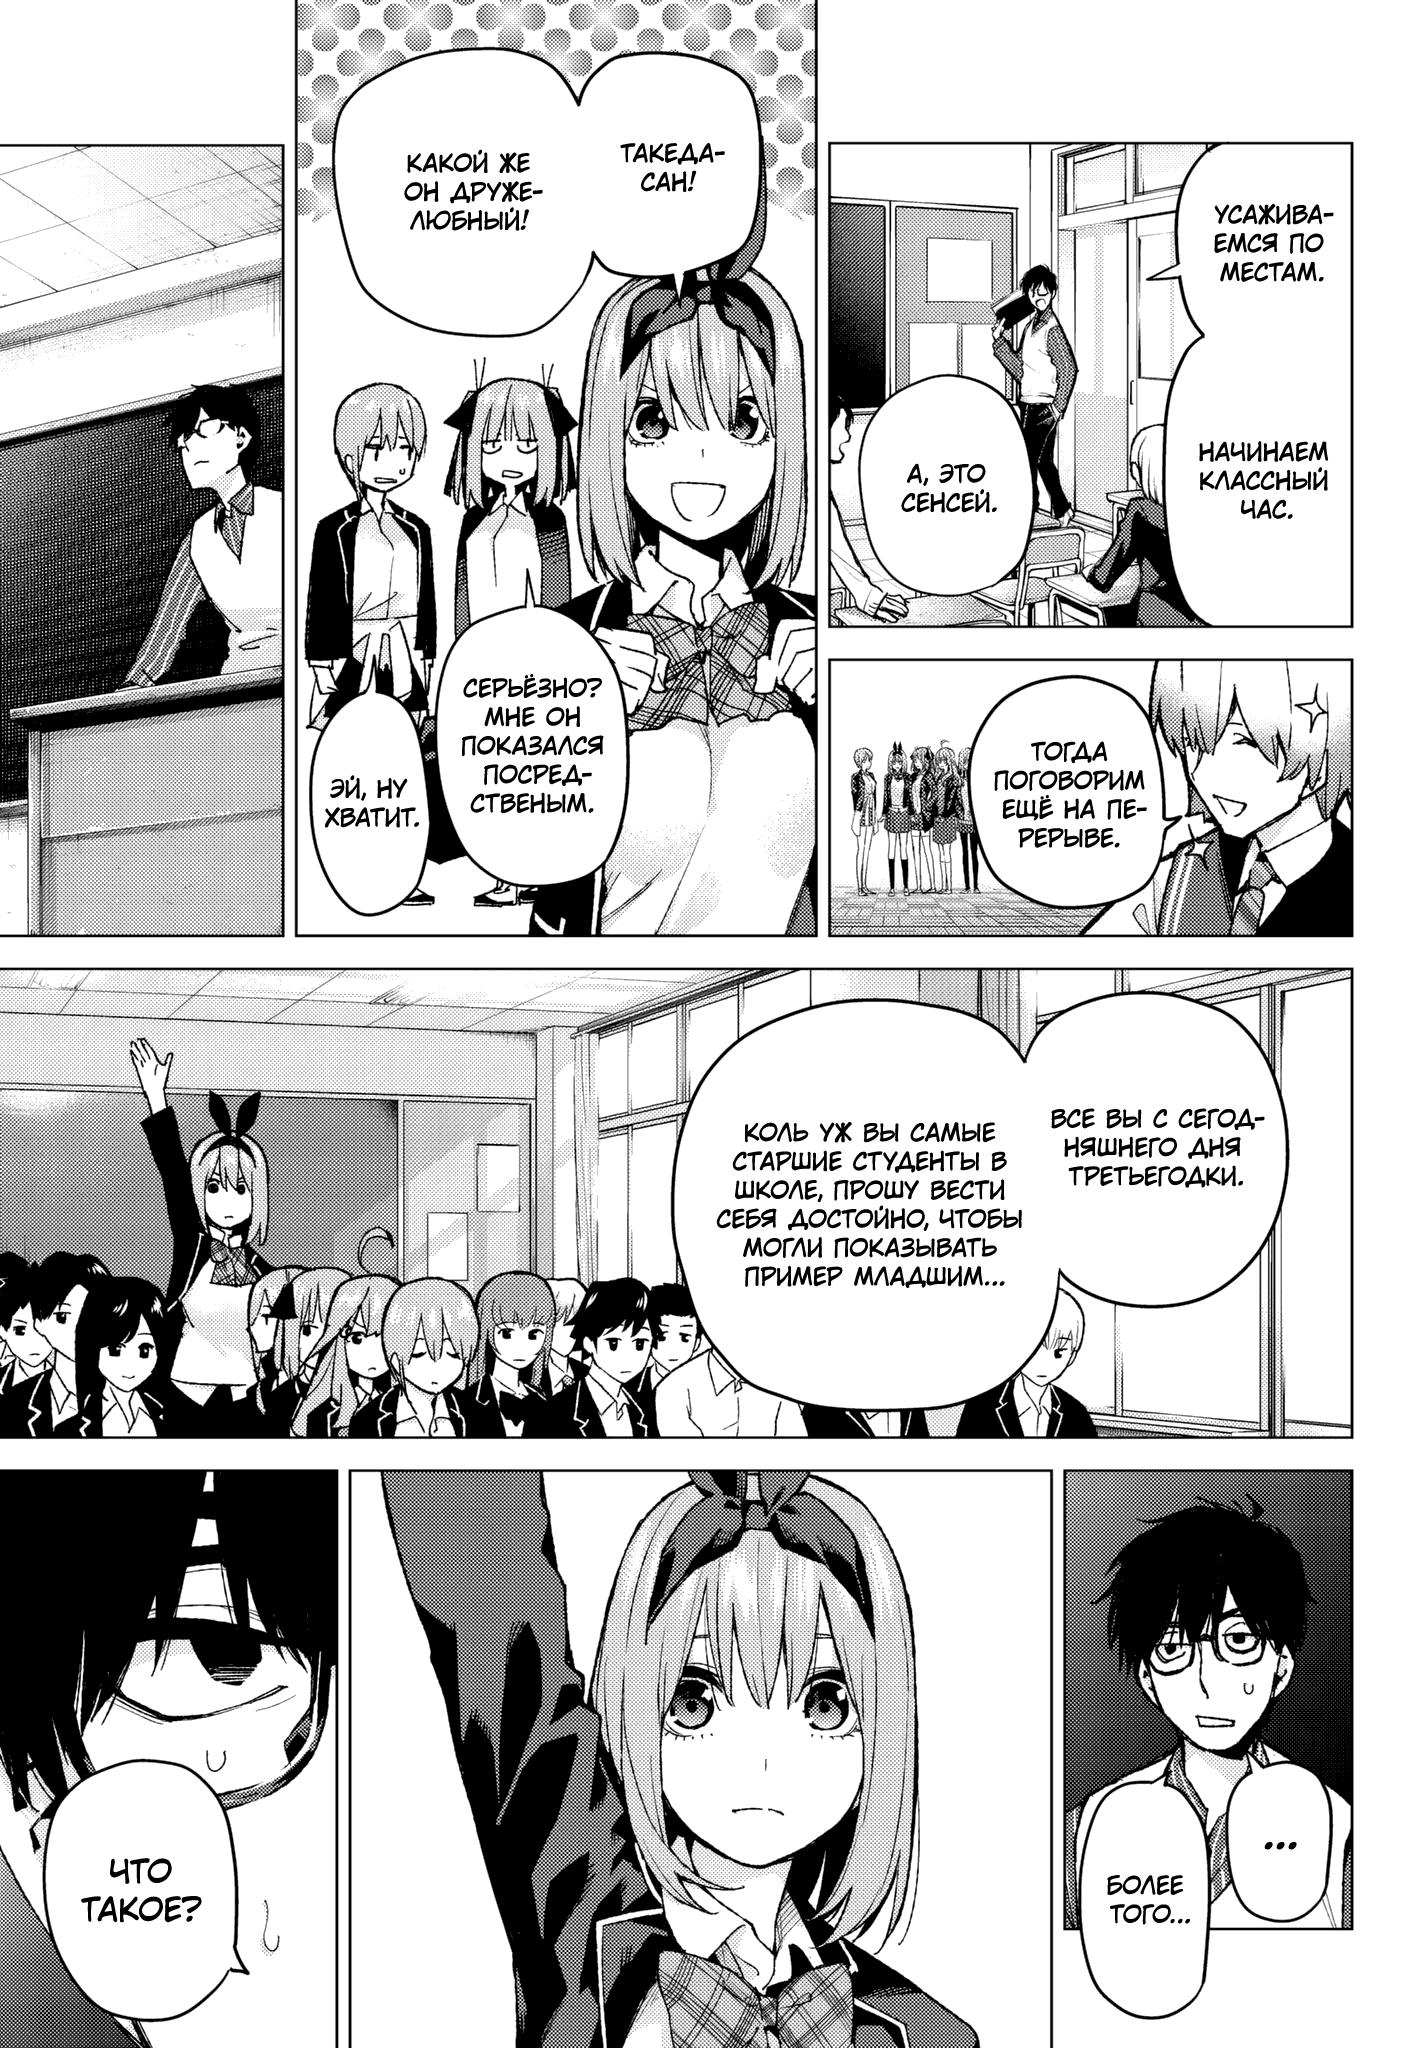 УСАЖИВА-
ЕМСЯ ПО
МЕСТАМ.
НАЧИНАЕМ
КЛАССНЫЙ
ЧАС.
А, ЭТО
СЕНСЕЙ.
ТОГДА
ПОГОВОРИМ
ЕЩЁ НА ПЕ-
РЕРЫВЕ.
ТАКЕДА-
САН!
КАКОЙ ЖЕ
ОН ДРУЖЕ-
ЛЮБНЫЙ!
СЕРЬЁЗНО?
МНЕ ОН
ПОКАЗАЛСЯ
ПОСРЕД-
СТВЕНЫМ.
ЭЙ, НУ
ХВАТИТ.
ВСЕ ВЫ С СЕГОД-
НЯШНЕГО ДНЯ
ТРЕТЬЕГОДКИ.
КОЛЬ УЖ ВЫ САМЫЕ
СТАРШИЕ СТУДЕНТЫ В
ШКОЛЕ, ПРОШУ ВЕСТИ
СЕБЯ ДОСТОЙНО, ЧТОБЫ
МОГЛИ ПОКАЗЫВАТЬ
ПРИМЕР МЛАДШИМ...
...
БОЛЕЕ
ТОГО...
ЧТО
ТАКОЕ?